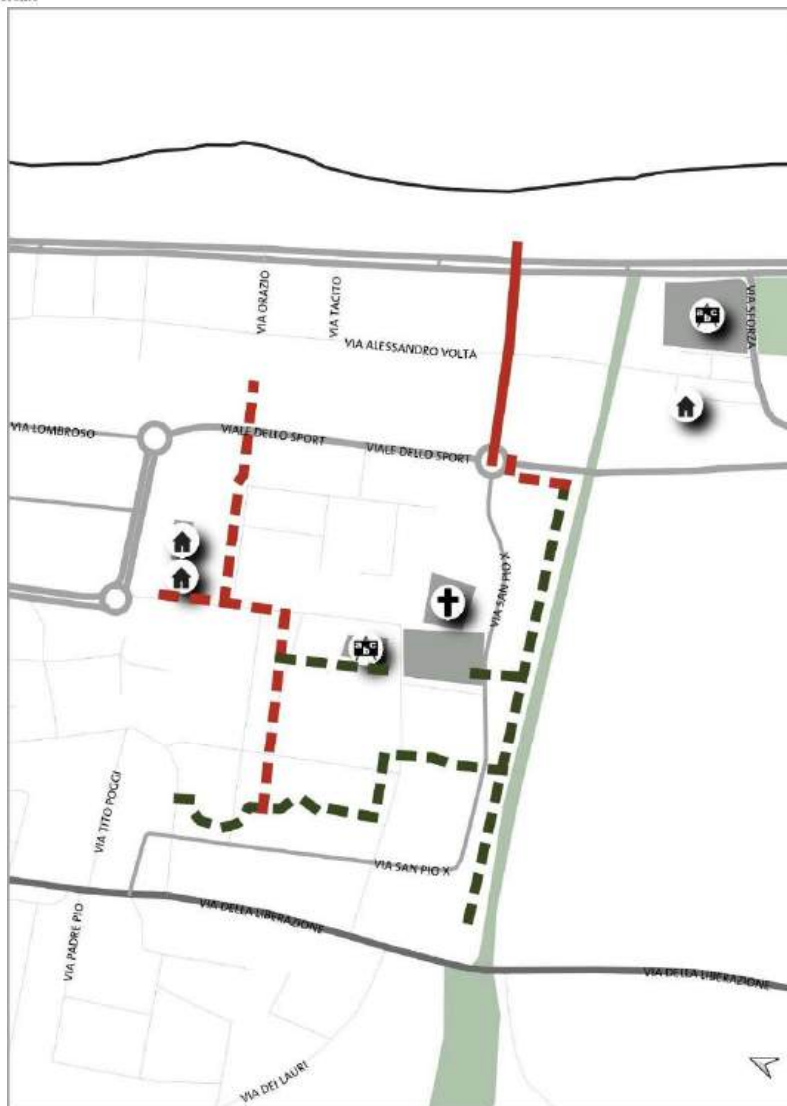 VIA ORAZIO
VIA TACITO
VIA SFORZA
a b c
VIA ALESSANDRO VOLTA
VIA LOMBROSO
VIALE DELLO SPORT
VIALE DELLO SPORT
VIA SAN PIO X
a b c
VIA TITO POGGI
VIA SAN PIO X
VIA DELLA LIBERAZIONE
VIA PADRE PIO
VIA DELLA LIBERAZIONE
VIA DEI LAURI